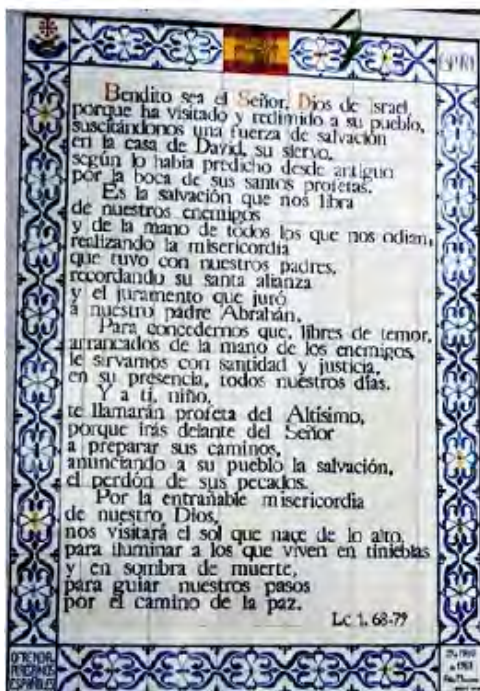 Bendito sea el Señor, Dios de Israel,
porque ha visitado y redimido a su pueblo,
suscitándonos una fuerza de salvación
en la casa de David, su siervo,
según lo había predicho desde antiguo
por la boca de sus santos profetas.
Es la salvación que nos libra
de nuestros enemigos
y de la mano de todos los que nos odian,
realizando la misericordia
que tuvo con nuestros padres,
recordando su santa alianza
y el juramento que juró
a nuestro padre Abrahán.
Para concedernos que, libres de temor,
arrancados de la mano de los enemigos,
le sirvamos con santidad y justicia,
en su presencia, todos nuestros días.
Y a ti, niño,
te llamarán profeta del Altísimo,
porque irás delante del Señor
a preparar sus caminos,
anunciando a su pueblo la salvación,
el perdón de sus pecados.
Por la entrañable misericordia
de nuestro Dios,
nos visitará el sol que nace de lo alto,
para iluminar a los que viven en tinieblas
y en sombra de muerte,
para guiar nuestros pasos
por el camino de la paz.
Lc 1, 68-79
OFRENDA
PEREGRINOS
ESPAÑOLES